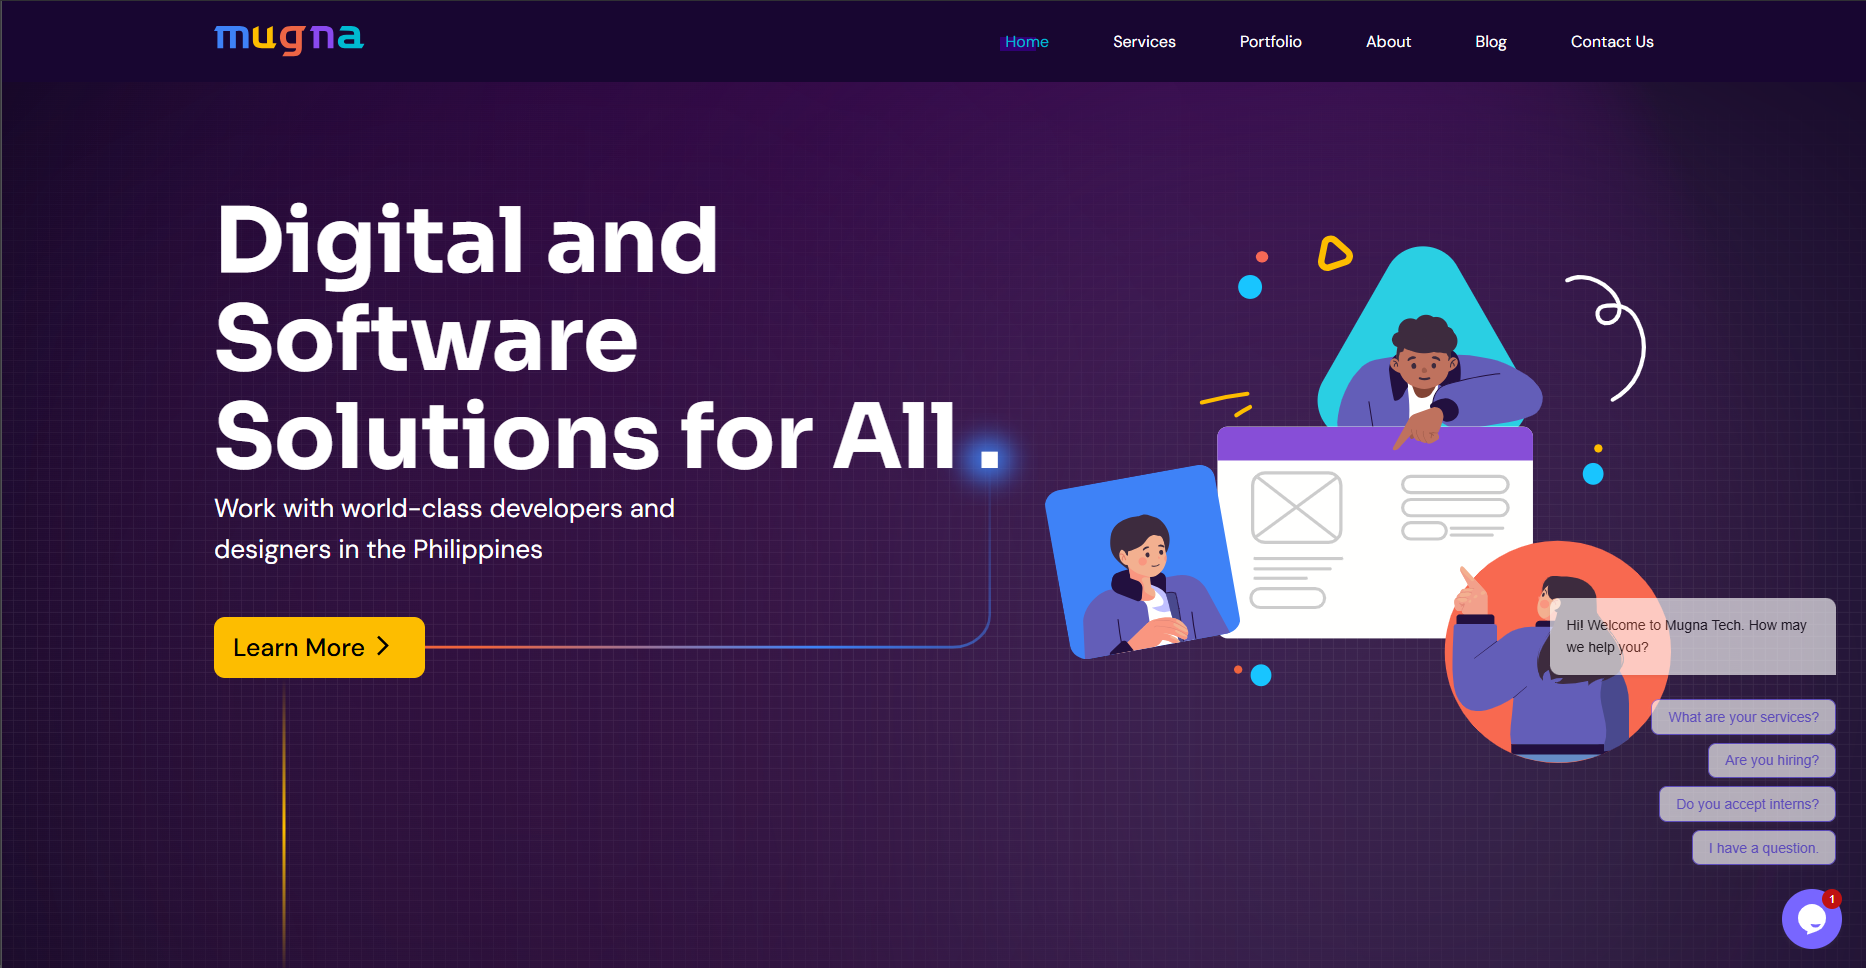 mugna
Home Services Portfolio About Blog Contact Us
Digital and
Software
Solutions for All.
Work with world-class developers and
designers in the Philippines
Learn More
Hi! Welcome to Mugna Tech. How may
we help you?
What are your services?
Are you hiring?
Do you accept interns?
I have a question.
1